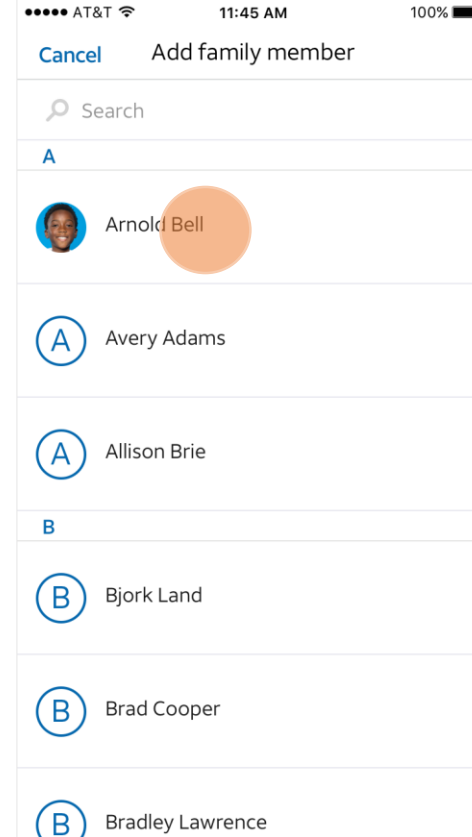 AT&T 11:45 AM 100%
Cancel Add family member
Search
A
Arnold Bell
A Avery Adams
A Allison Brie
B
B Bjork Land
B Brad Cooper
B Bradley Lawrence